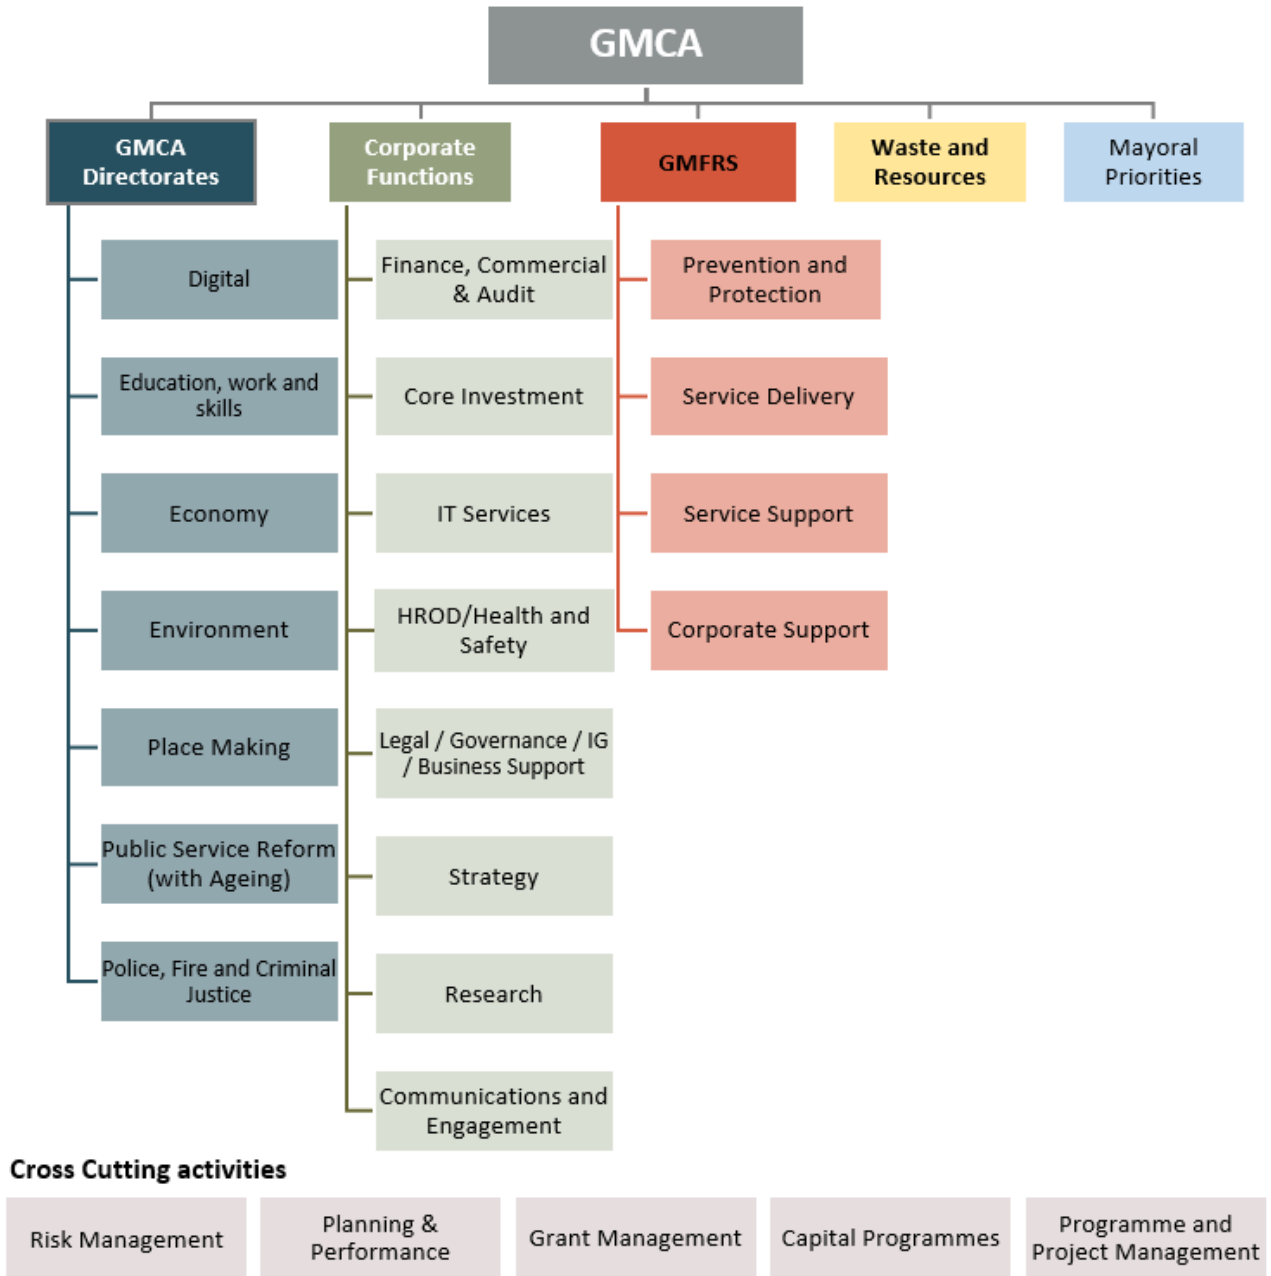 GMCA
GMCA
Directorates
Corporate
Functions
GMFRS
Waste and
Resources
Mayoral
Priorities
Digital
Education, work and
skills
Economy
Environment
Place Making
Public Service Reform
(with Ageing)
Police, Fire and Criminal
Justice
Finance, Commercial
& Audit
Core Investment
IT Services
HROD/Health and
Safety
Legal / Governance / IG
/ Business Support
Strategy
Research
Communications and
Engagement
Prevention and
Protection
Service Delivery
Service Support
Corporate Support
Cross Cutting activities
Risk Management
Planning &
Performance
Grant Management
Capital Programmes
Programme and
Project Management